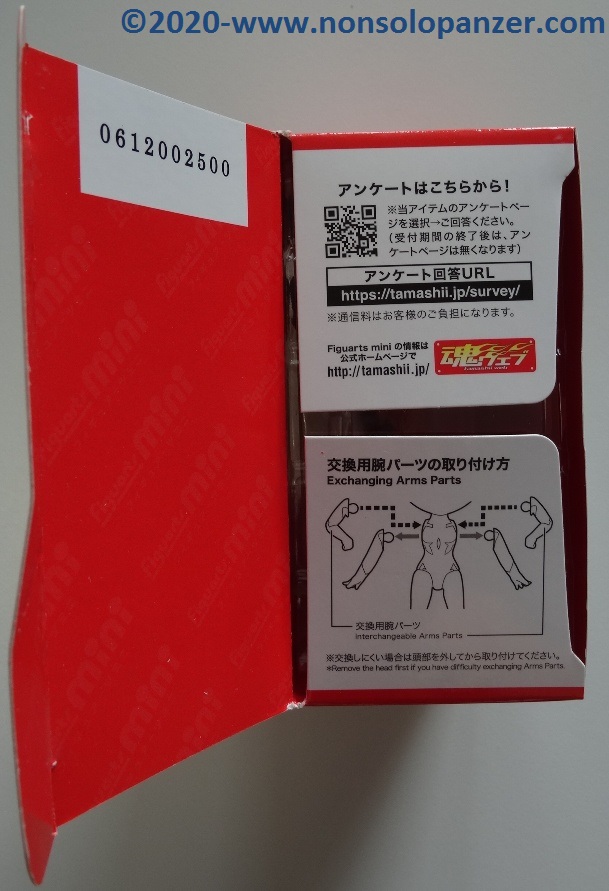 ©2020-www.nonsolopanzer.com
0612002500
アンケートはこちらから！
※当アイテムのアンケートペー
ジを選択→ご回答ください。
（受付期間の終了後は、アン
ケートページは無くなります）
アンケート回答URL
https://tamashii.jp/survey/
※通信料はお客様のご負担になります。
Figuarts mini の情報は
公式ホームページで
http://tamashii.jp/
魂ウェブ
tamashii web
交換用腕パーツの取り付け方
Exchanging Arms Parts
交換用腕パーツ
Interchangeable Arms Parts
※交換しにくい場合は頭部を外してから取り付けてください。
*Remove the head first if you have difficulty exchanging Arms Parts.
Figuarts mini